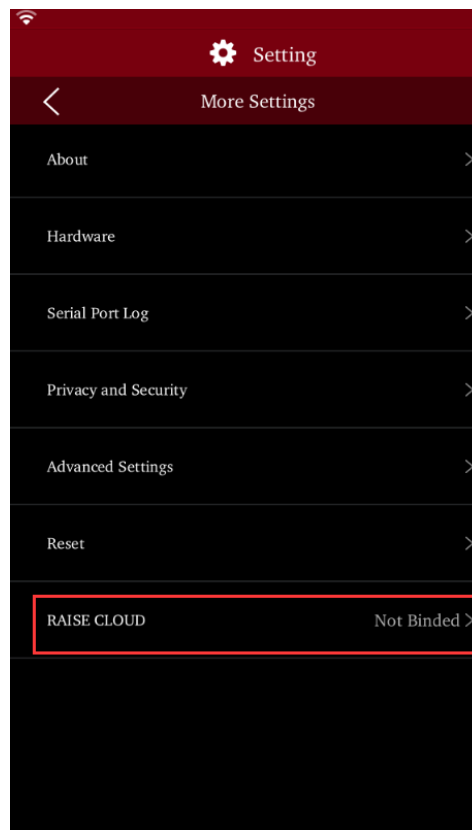 Setting
More Settings
About
Hardware
Serial Port Log
Privacy and Security
Advanced Settings
Reset
RAISE CLOUD Not Binded